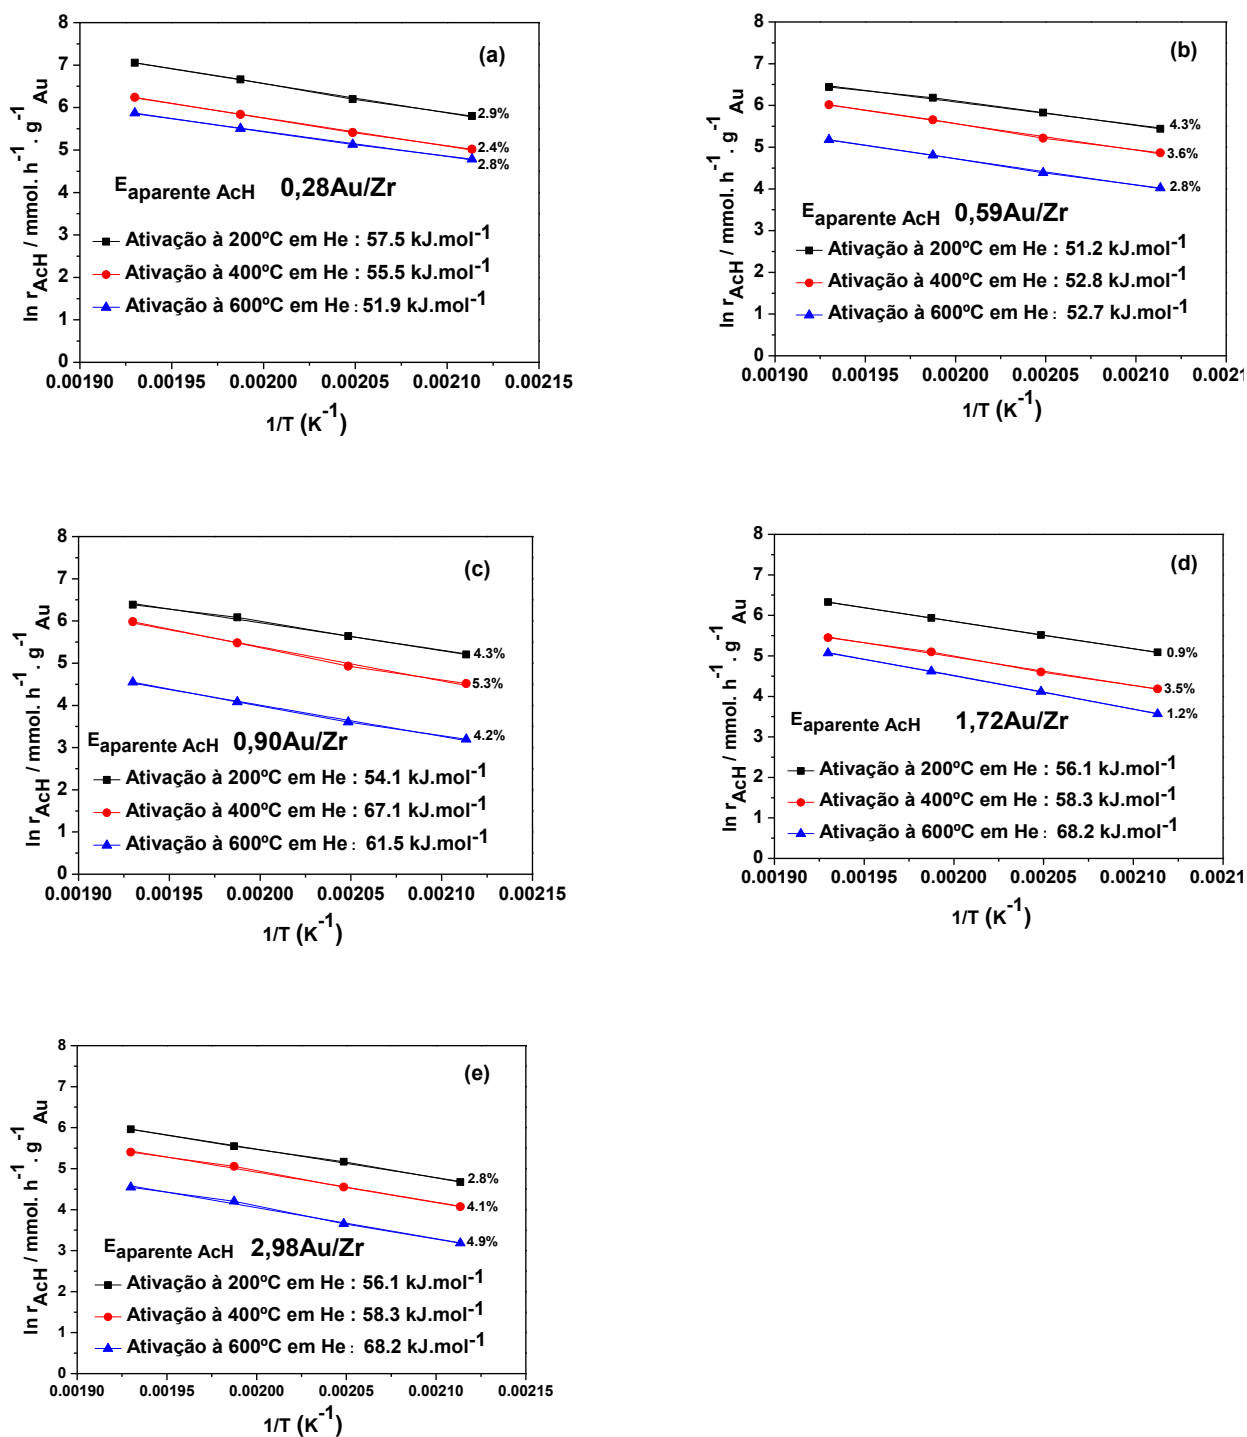 8
7
6
5
4
3
2
1
0
ln r AcH / mmol. h-1 . g-1 Au
(a)
2.9%
2.4%
2.8%
Eaparente AcH 0,28Au/Zr
Ativação à 200ºC em He : 57.5 kJ.mol-1
Ativação à 400ºC em He : 55.5 kJ.mol-1
Ativação à 600ºC em He : 51.9 kJ.mol-1
0.00190 0.00195 0.00200 0.00205 0.00210 0.00215
1/T (K-1)
8
7
6
5
4
3
2
1
0
ln r AcH / mmol. h-1 . g-1 Au
(b)
4.3%
3.6%
2.8%
Eaparente AcH 0,59Au/Zr
Ativação à 200ºC em He : 51.2 kJ.mol-1
Ativação à 400ºC em He : 52.8 kJ.mol-1
Ativação à 600ºC em He : 52.7 kJ.mol-1
0.00190 0.00195 0.00200 0.00205 0.00210 0.0021
1/T (K-1)
8
7
6
5
4
3
2
1
0
ln r AcH / mmol. h-1 . g-1 Au
(c)
4.3%
5.3%
4.2%
Eaparente AcH 0,90Au/Zr
Ativação à 200ºC em He : 54.1 kJ.mol-1
Ativação à 400ºC em He : 67.1 kJ.mol-1
Ativação à 600ºC em He : 61.5 kJ.mol-1
0.00190 0.00195 0.00200 0.00205 0.00210 0.00215
1/T (K-1)
8
7
6
5
4
3
2
1
0
ln r AcH / mmol. h-1 . g-1 Au
(d)
0.9%
3.5%
1.2%
Eaparente AcH 1,72Au/Zr
Ativação à 200ºC em He : 56.1 kJ.mol-1
Ativação à 400ºC em He : 58.3 kJ.mol-1
Ativação à 600ºC em He : 68.2 kJ.mol-1
0.00190 0.00195 0.00200 0.00205 0.00210 0.0021
1/T (K-1)
8
7
6
5
4
3
2
1
0
ln r AcH / mmol. h-1 . g-1 Au
(e)
2.8%
4.1%
4.9%
Eaparente AcH 2,98Au/Zr
Ativação à 200ºC em He : 56.1 kJ.mol-1
Ativação à 400ºC em He : 58.3 kJ.mol-1
Ativação à 600ºC em He : 68.2 kJ.mol-1
0.00190 0.00195 0.00200 0.00205 0.00210 0.00215
1/T (K-1)